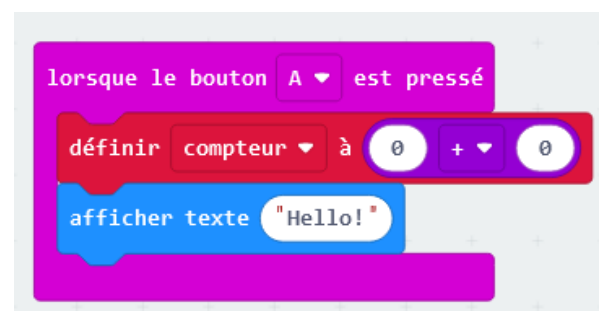 lorsque le bouton A est pressé
définir compteur à 0 + 0
afficher texte "Hello!"